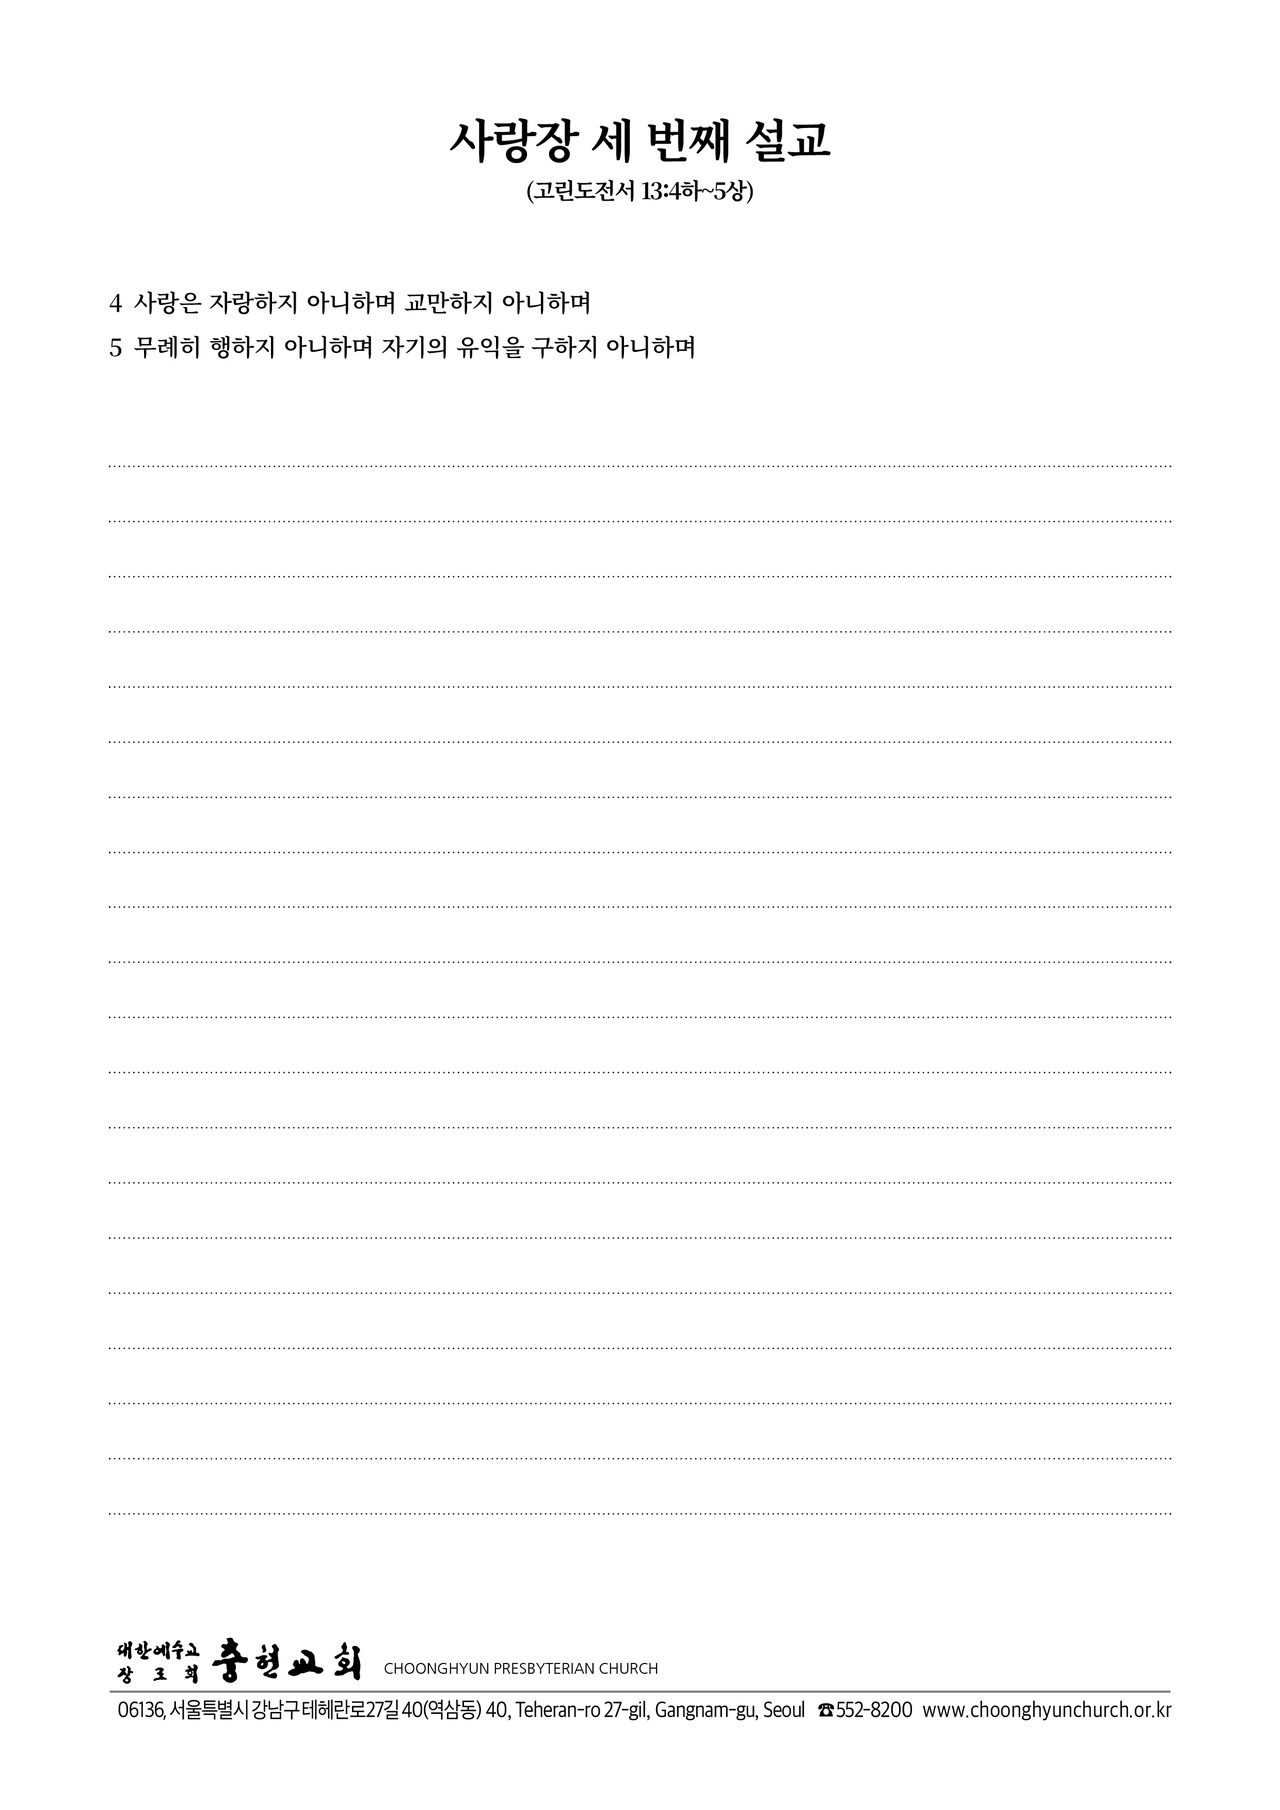 사랑장 세 번째 설교
(고린도전서 13:4하~5상)
4 사랑은 자랑하지 아니하며 교만하지 아니하며
5 무례히 행하지 아니하며 자기의 유익을 구하지 아니하며
대한예수교
장로회 충현교회 CHOONGHYUN PRESBYTERIAN CHURCH
06136, 서울특별시 강남구 테헤란로27길 40(역삼동) 40, Teheran-ro 27-gil, Gangnam-gu, Seoul ☎552-8200 www.choonghyunchurch.or.kr